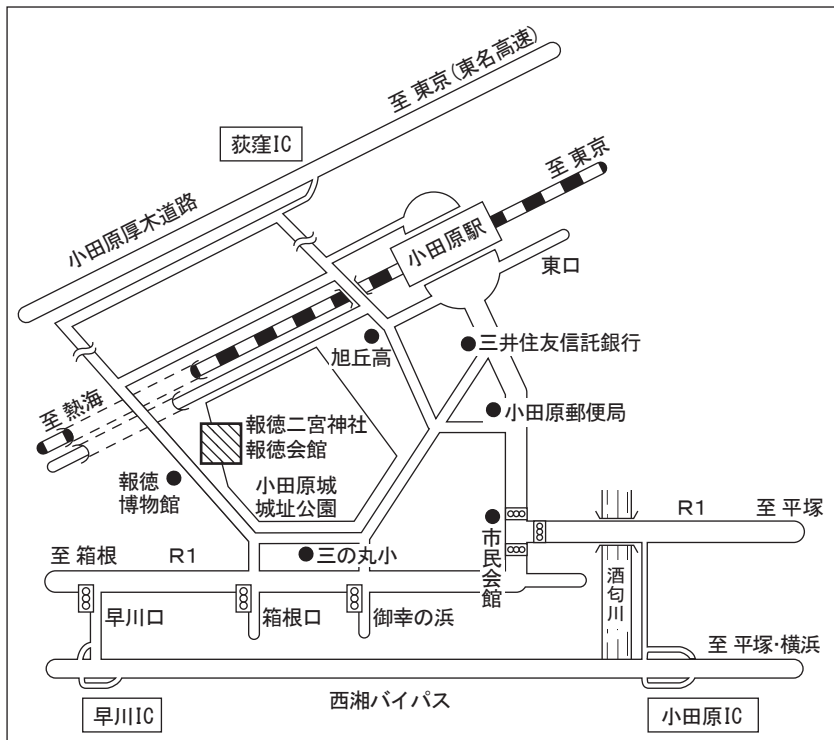 至 東京(東名高速)
荻窪IC
至 東京
小田原厚木道路
小田原駅
東口
三井住友信託銀行
旭丘高
小田原郵便局
至 熱海
報徳二宮神社
報徳会館
報徳
博物館
小田原城
城址公園
R1
至 平塚
市民会館
至 箱根
R1
三の丸小
酒匂川
早川口
箱根口
御幸の浜
至 平塚・横浜
西湘バイパス
早川IC
小田原IC